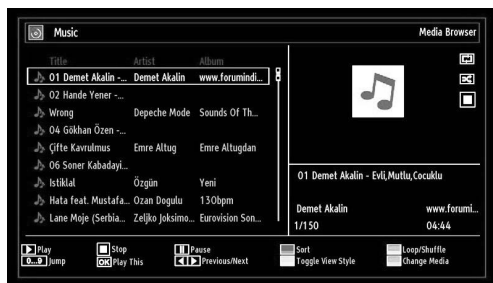 Music Media Browser
Title Artist Album
01 Demet Akalin -... Demet Akalin www.forumindi...
02 Hande Yener -...
Wrong Depeche Mode Sounds Of Th...
04 Gökhan Özen -...
Çifte Kavrulmus Emre Altug Emre Altugdan
06 Soner Kabadayi...
Istiklal Özgün Yeni
Hata feat. Mustafa... Ozan Dogulu 130bpm
Lane Moje (Serbia... Zeljko Joksimo... Eurovision Son...
01 Demet Akalin - Evli,Mutlu,Cocuklu
Demet Akalin www.forumi...
1/150 04:44
Play Stop Pause Sort Loop/Shuffle
0...9 Jump OK Play This Previous/Next Toggle View Style Change Media